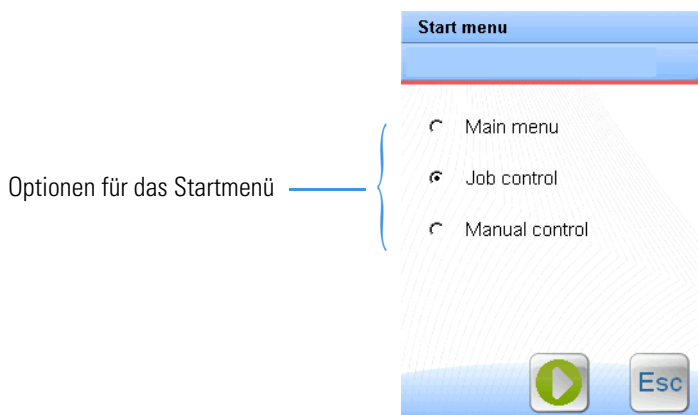 Start menu
Main menu
Job control
Optionen für das Startmenü
Manual control
Esc